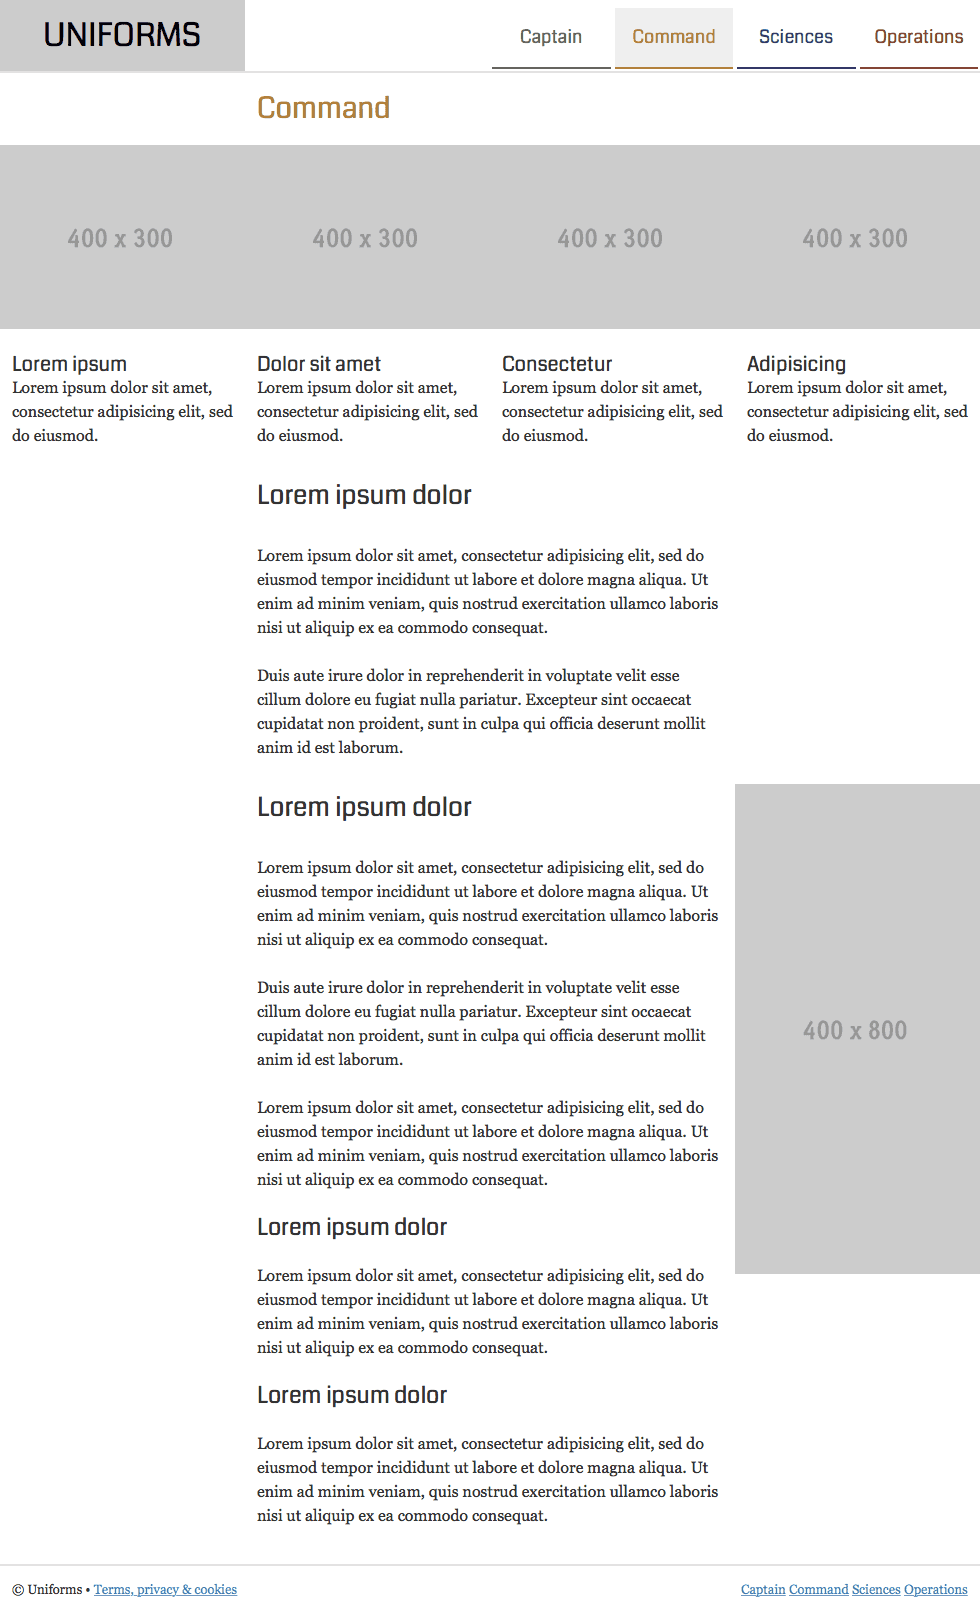 UNIFORMS
Captain Command Sciences Operations
Command
400 x 300 400 x 300 400 x 300 400 x 300
Lorem ipsum
Lorem ipsum dolor sit amet,
consectetur adipisicing elit, sed
do eiusmod.
Dolor sit amet
Lorem ipsum dolor sit amet,
consectetur adipisicing elit, sed
do eiusmod.
Consectetur
Lorem ipsum dolor sit amet,
consectetur adipisicing elit, sed
do eiusmod.
Adipisicing
Lorem ipsum dolor sit amet,
consectetur adipisicing elit, sed
do eiusmod.
Lorem ipsum dolor
Lorem ipsum dolor sit amet, consectetur adipisicing elit, sed do
eiusmod tempor incididunt ut labore et dolore magna aliqua. Ut
enim ad minim veniam, quis nostrud exercitation ullamco laboris
nisi ut aliquip ex ea commodo consequat.
Duis aute irure dolor in reprehenderit in voluptate velit esse
cillum dolore eu fugiat nulla pariatur. Excepteur sint occaecat
cupidatat non proident, sunt in culpa qui officia deserunt mollit
anim id est laborum.
Lorem ipsum dolor
Lorem ipsum dolor sit amet, consectetur adipisicing elit, sed do
eiusmod tempor incididunt ut labore et dolore magna aliqua. Ut
enim ad minim veniam, quis nostrud exercitation ullamco laboris
nisi ut aliquip ex ea commodo consequat.
Duis aute irure dolor in reprehenderit in voluptate velit esse
cillum dolore eu fugiat nulla pariatur. Excepteur sint occaecat
cupidatat non proident, sunt in culpa qui officia deserunt mollit
anim id est laborum.
Lorem ipsum dolor sit amet, consectetur adipisicing elit, sed do
eiusmod tempor incididunt ut labore et dolore magna aliqua. Ut
enim ad minim veniam, quis nostrud exercitation ullamco laboris
nisi ut aliquip ex ea commodo consequat.
400 x 800
Lorem ipsum dolor
Lorem ipsum dolor sit amet, consectetur adipisicing elit, sed do
eiusmod tempor incididunt ut labore et dolore magna aliqua. Ut
enim ad minim veniam, quis nostrud exercitation ullamco laboris
nisi ut aliquip ex ea commodo consequat.
Lorem ipsum dolor
Lorem ipsum dolor sit amet, consectetur adipisicing elit, sed do
eiusmod tempor incididunt ut labore et dolore magna aliqua. Ut
enim ad minim veniam, quis nostrud exercitation ullamco laboris
nisi ut aliquip ex ea commodo consequat.
© Uniforms • Terms, privacy & cookies
Captain Command Sciences Operations